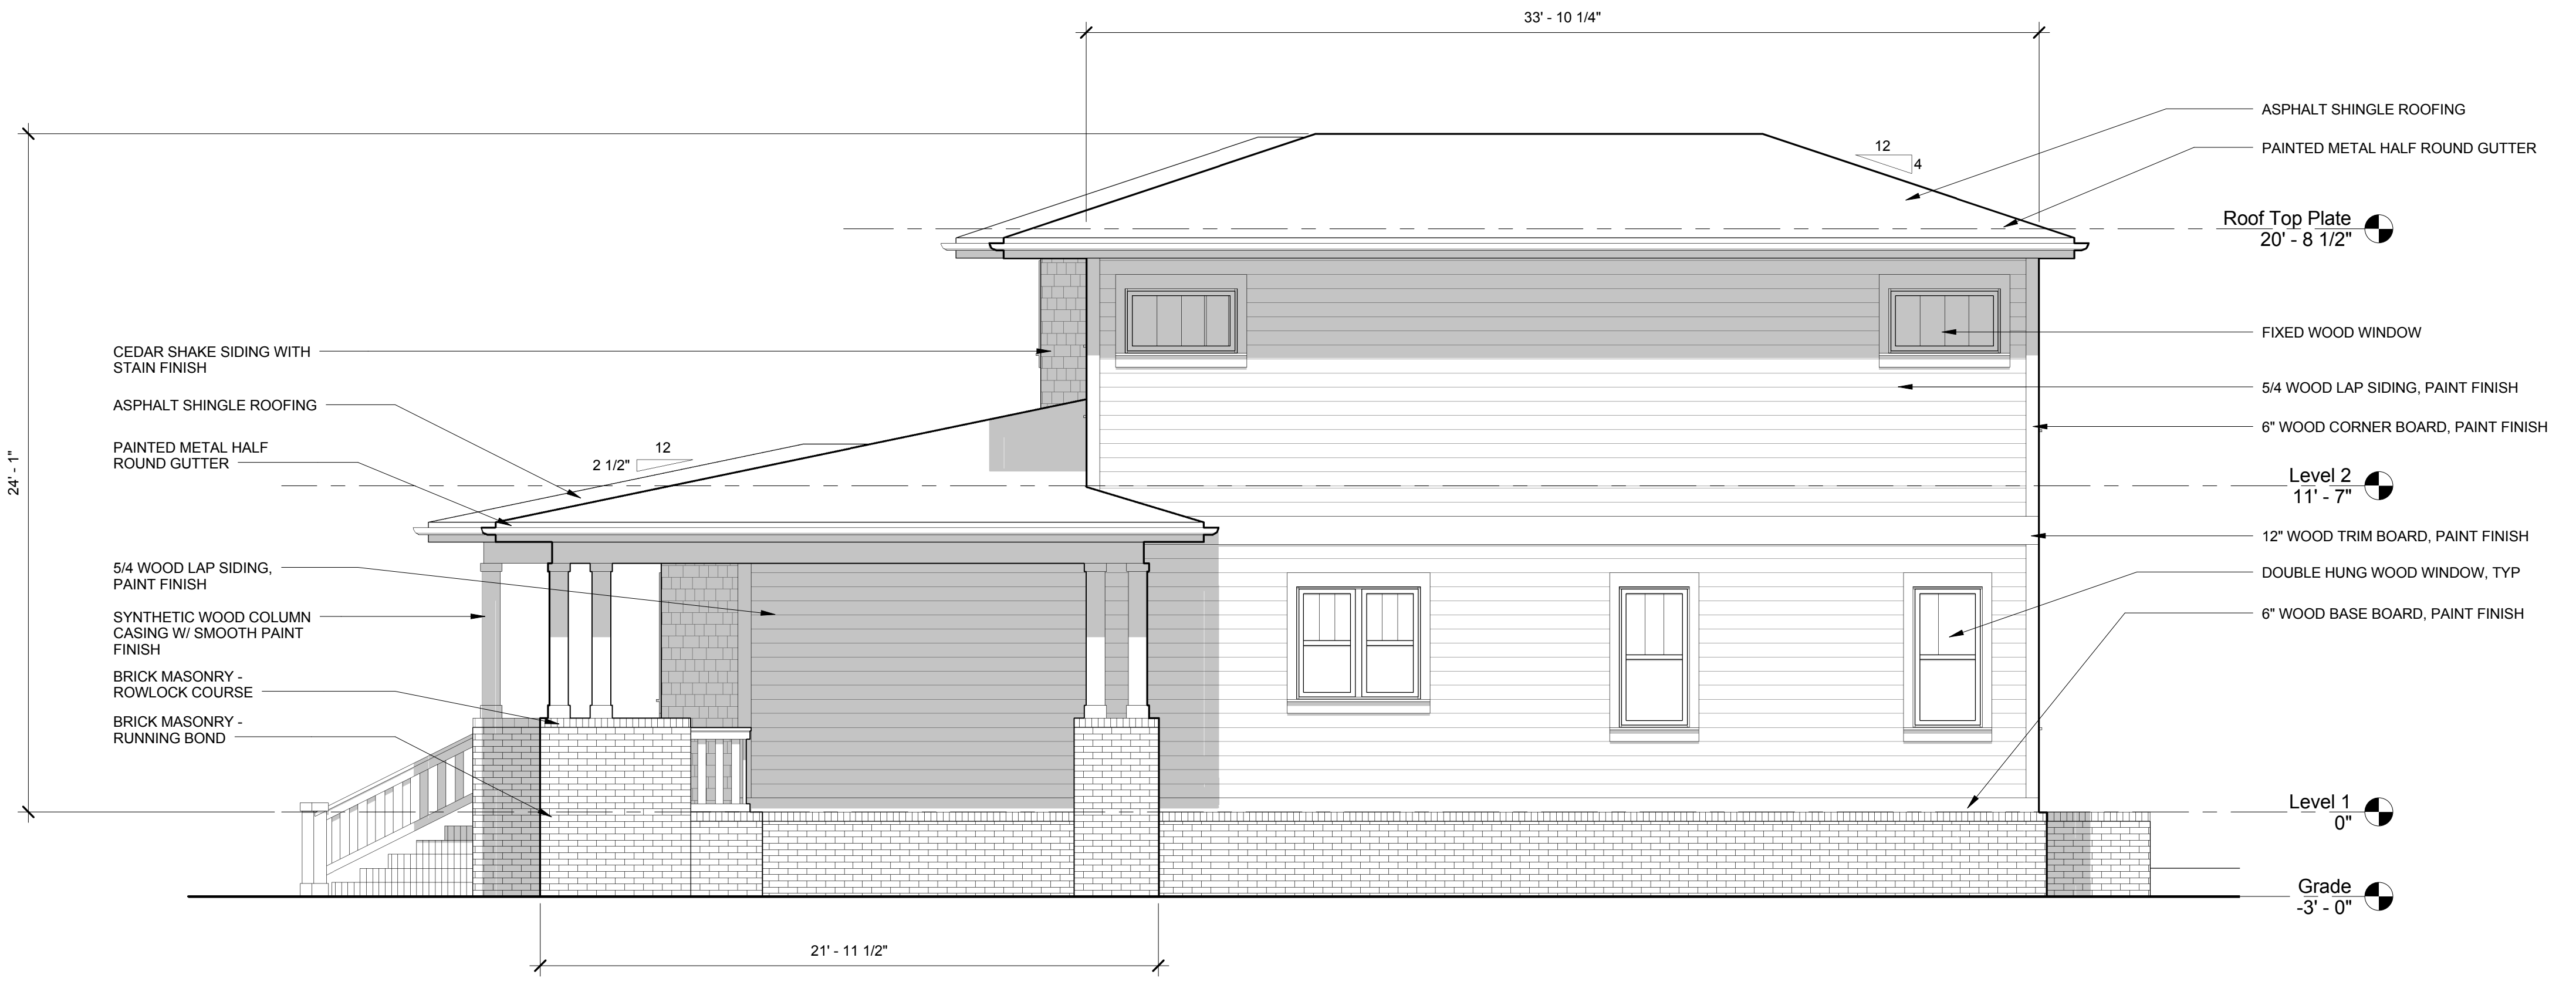 33' - 10 1/4"
ASPHALT SHINGLE ROOFING
PAINTED METAL HALF ROUND GUTTER
12
4
Roof Top Plate
20' - 8 1/2"
FIXED WOOD WINDOW
5/4 WOOD LAP SIDING, PAINT FINISH
6" WOOD CORNER BOARD, PAINT FINISH
Level 2
11' - 7"
12" WOOD TRIM BOARD, PAINT FINISH
DOUBLE HUNG WOOD WINDOW, TYP
6" WOOD BASE BOARD, PAINT FINISH
Level 1
0"
Grade
-3' - 0"
24' - 1"
CEDAR SHAKE SIDING WITH
STAIN FINISH
ASPHALT SHINGLE ROOFING
PAINTED METAL HALF
ROUND GUTTER
12
2 1/2"
5/4 WOOD LAP SIDING,
PAINT FINISH
SYNTHETIC WOOD COLUMN
CASING W/ SMOOTH PAINT
FINISH
BRICK MASONRY -
ROWLOCK COURSE
BRICK MASONRY -
RUNNING BOND
21' - 11 1/2"